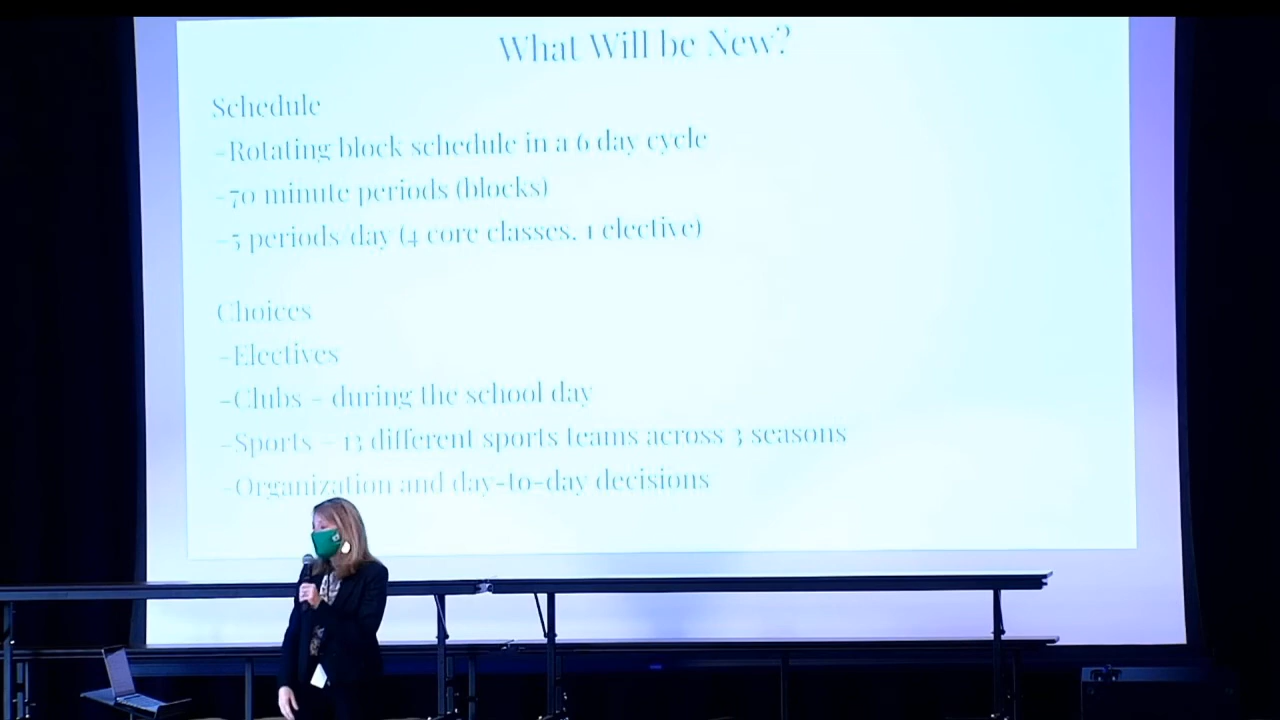 What Will be New?
Schedule
-Rotating block schedule in a 6 day cycle
-70 minute periods (blocks)
-5 periods/day (4 core classes, 1 elective)
Choices
-Electives
-Clubs – during the school day
-Sports – 13 different sports teams across 3 seasons
-Organization and day-to-day decisions